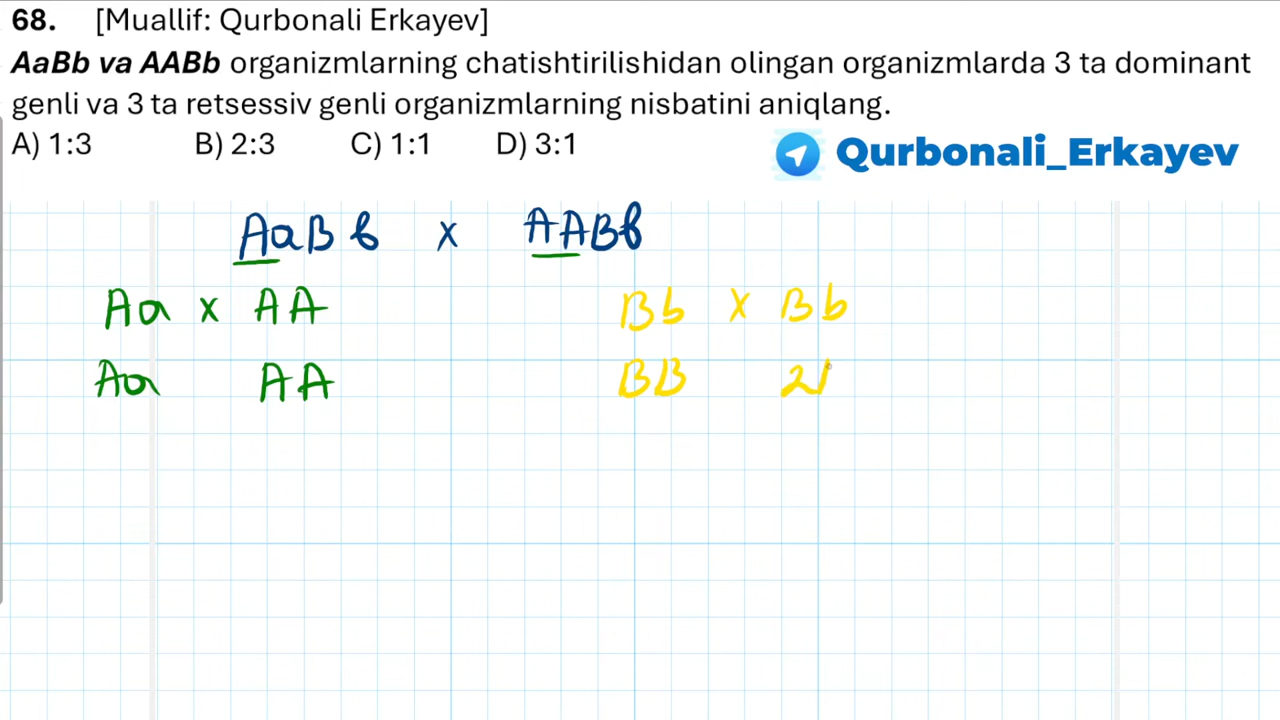 68. [Muallif: Qurbonali Erkayev]
AaBb va AABb organizmlarning chatishtirilishidan olingan organizmlarda 3 ta dominant
genli va 3 ta retsessiv genli organizmlarning nisbatini aniqlang.
A) 1:3 B) 2:3 C) 1:1 D) 3:1
Qurbonali_Erkayev
AaBb x AABb
Aa x AA Bb x Bb
Aa AA BB 2